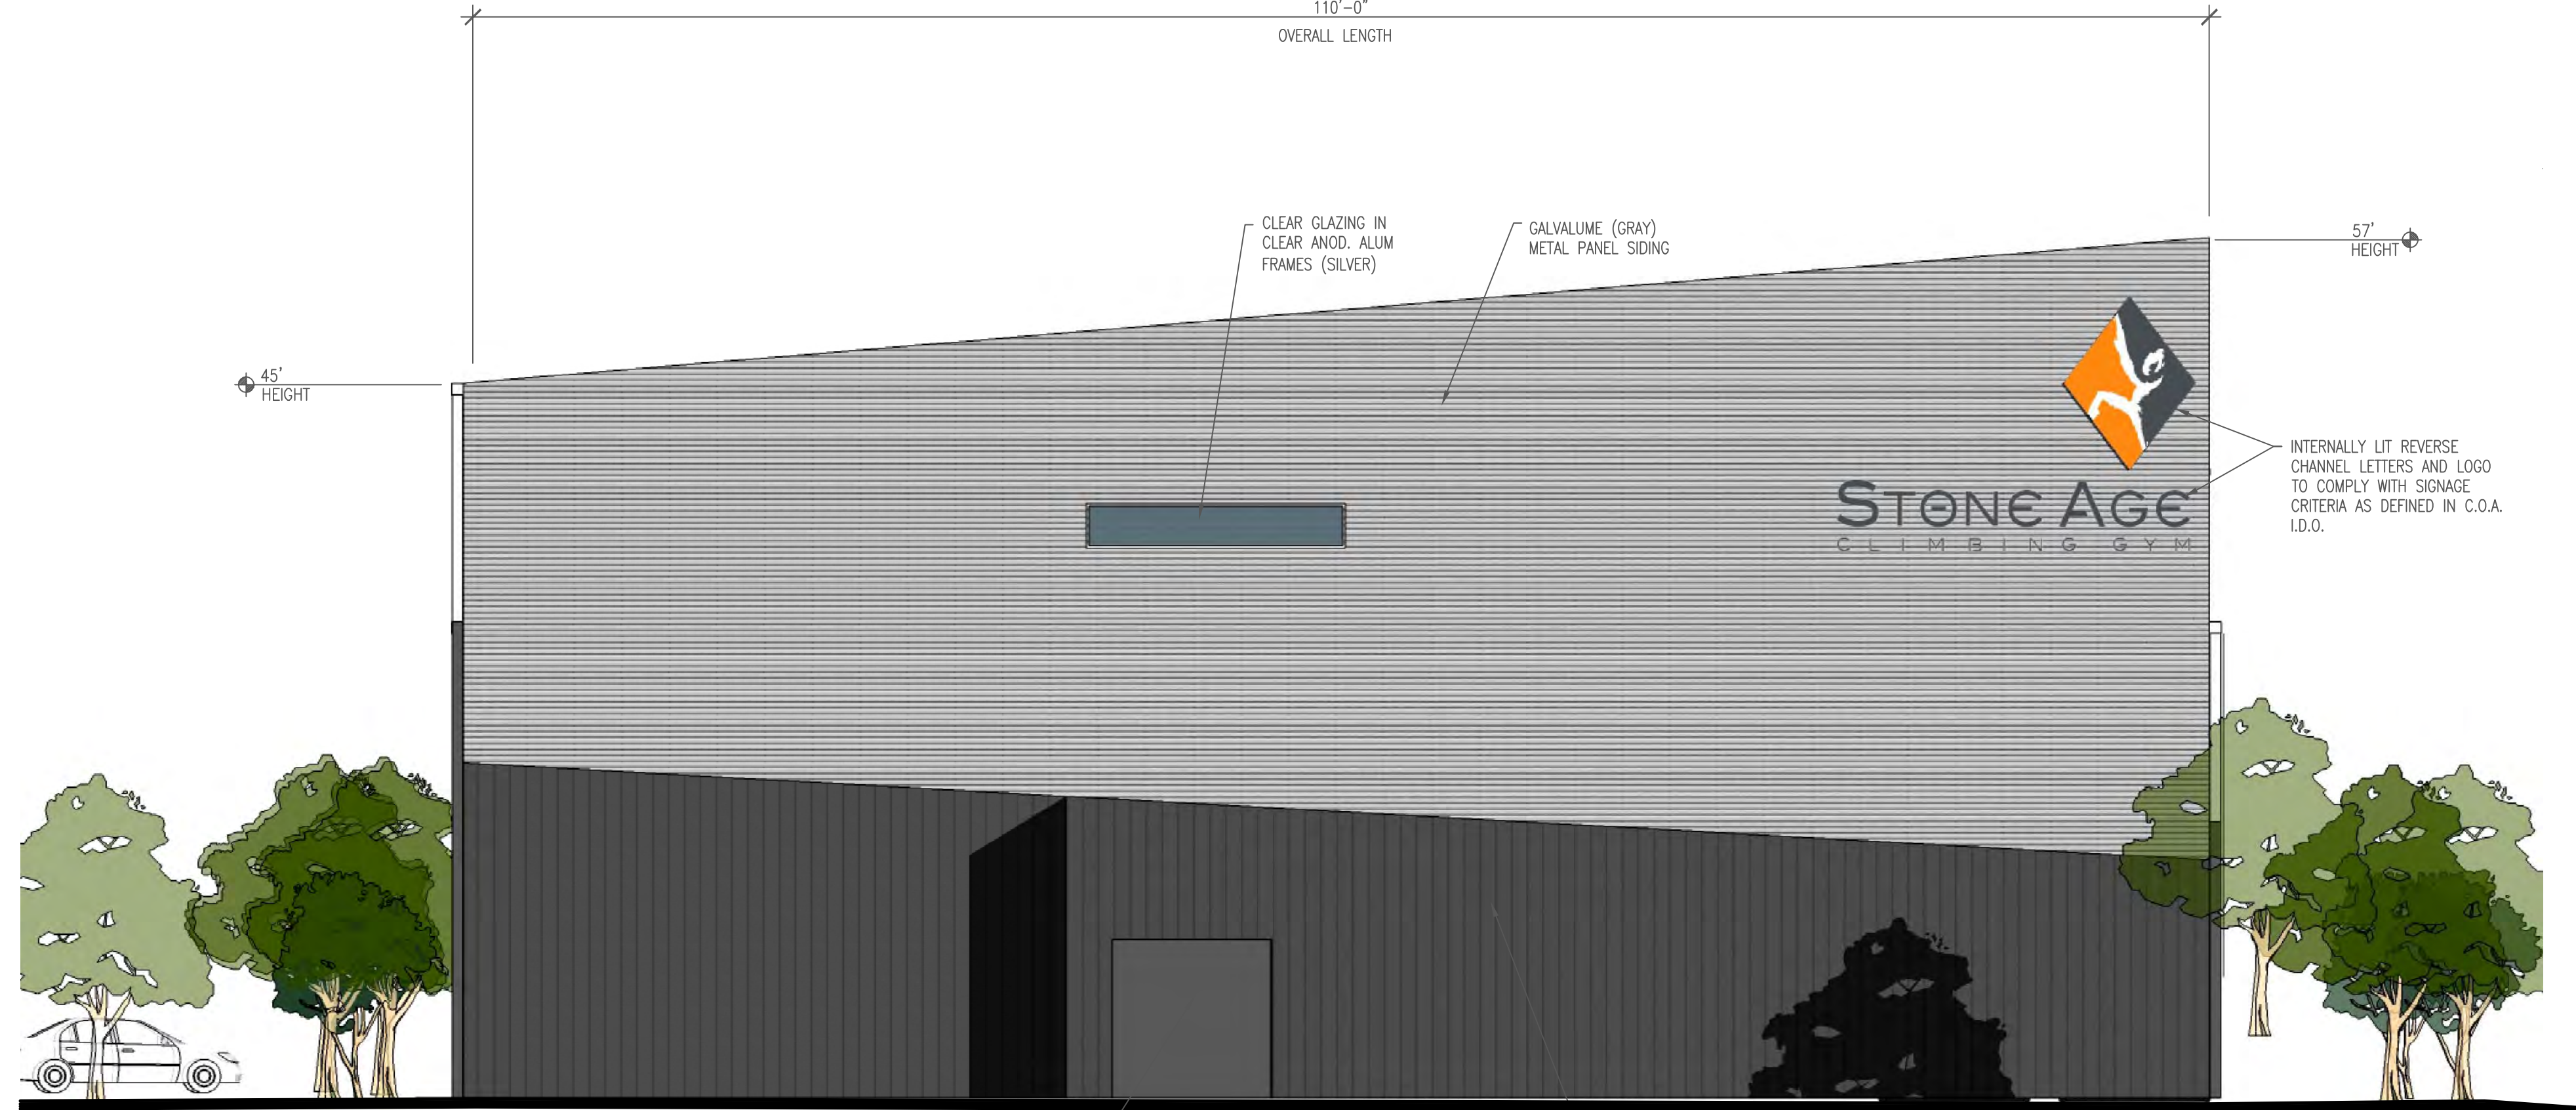 110'-0"
OVERALL LENGTH
CLEAR GLAZING IN
CLEAR ANOD. ALUM
FRAMES (SILVER)
GALVALUME (GRAY)
METAL PANEL SIDING
57'
HEIGHT
45'
HEIGHT
INTERNALLY LIT REVERSE
CHANNEL LETTERS AND LOGO
TO COMPLY WITH SIGNAGE
CRITERIA AS DEFINED IN C.O.A.
I.D.O.
STONE AGE
CLIMBING GYM